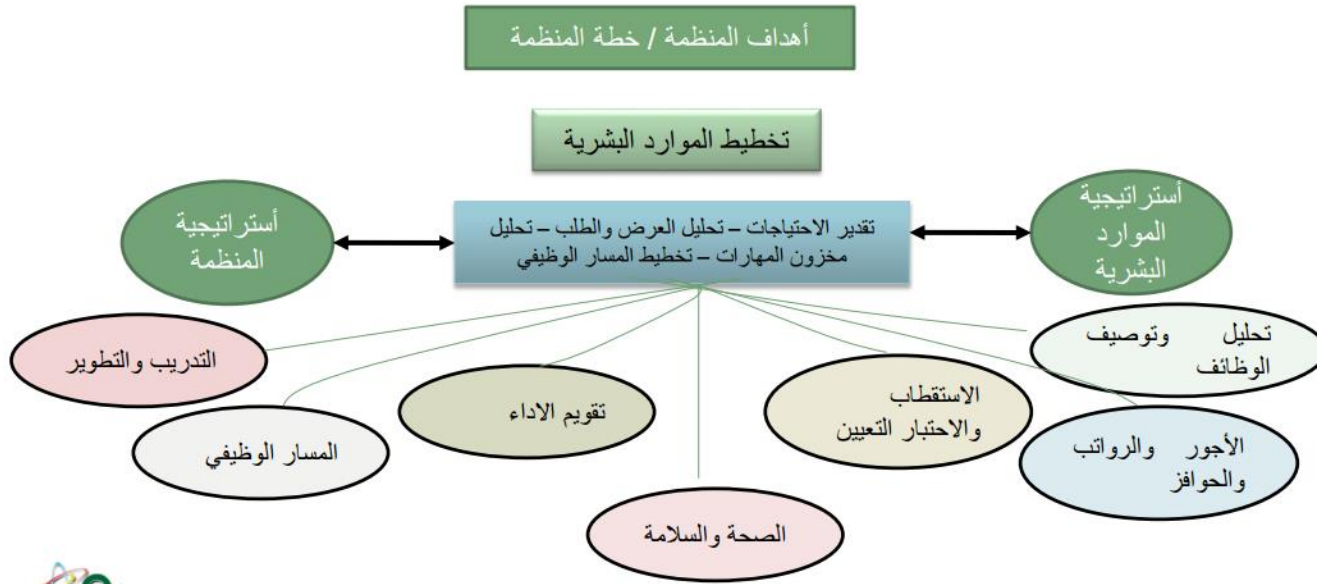 أهداف المنظمة / خطة المنظمة
تخطيط الموارد البشرية
أستراتيجية
الموارد
البشرية
تقدير الاحتياجات – تحليل العرض والطلب – تحليل
مخزون المهارات – تخطيط المسار الوظيفي
أستراتيجية
المنظمة
تحليل وتوصيف
الوظائف
التدريب والتطوير
الاستقطاب
والاحتبار التعيين
تقويم الاداء
المسار الوظيفي
الأجور والرواتب
والحوافز
الصحة والسلامة